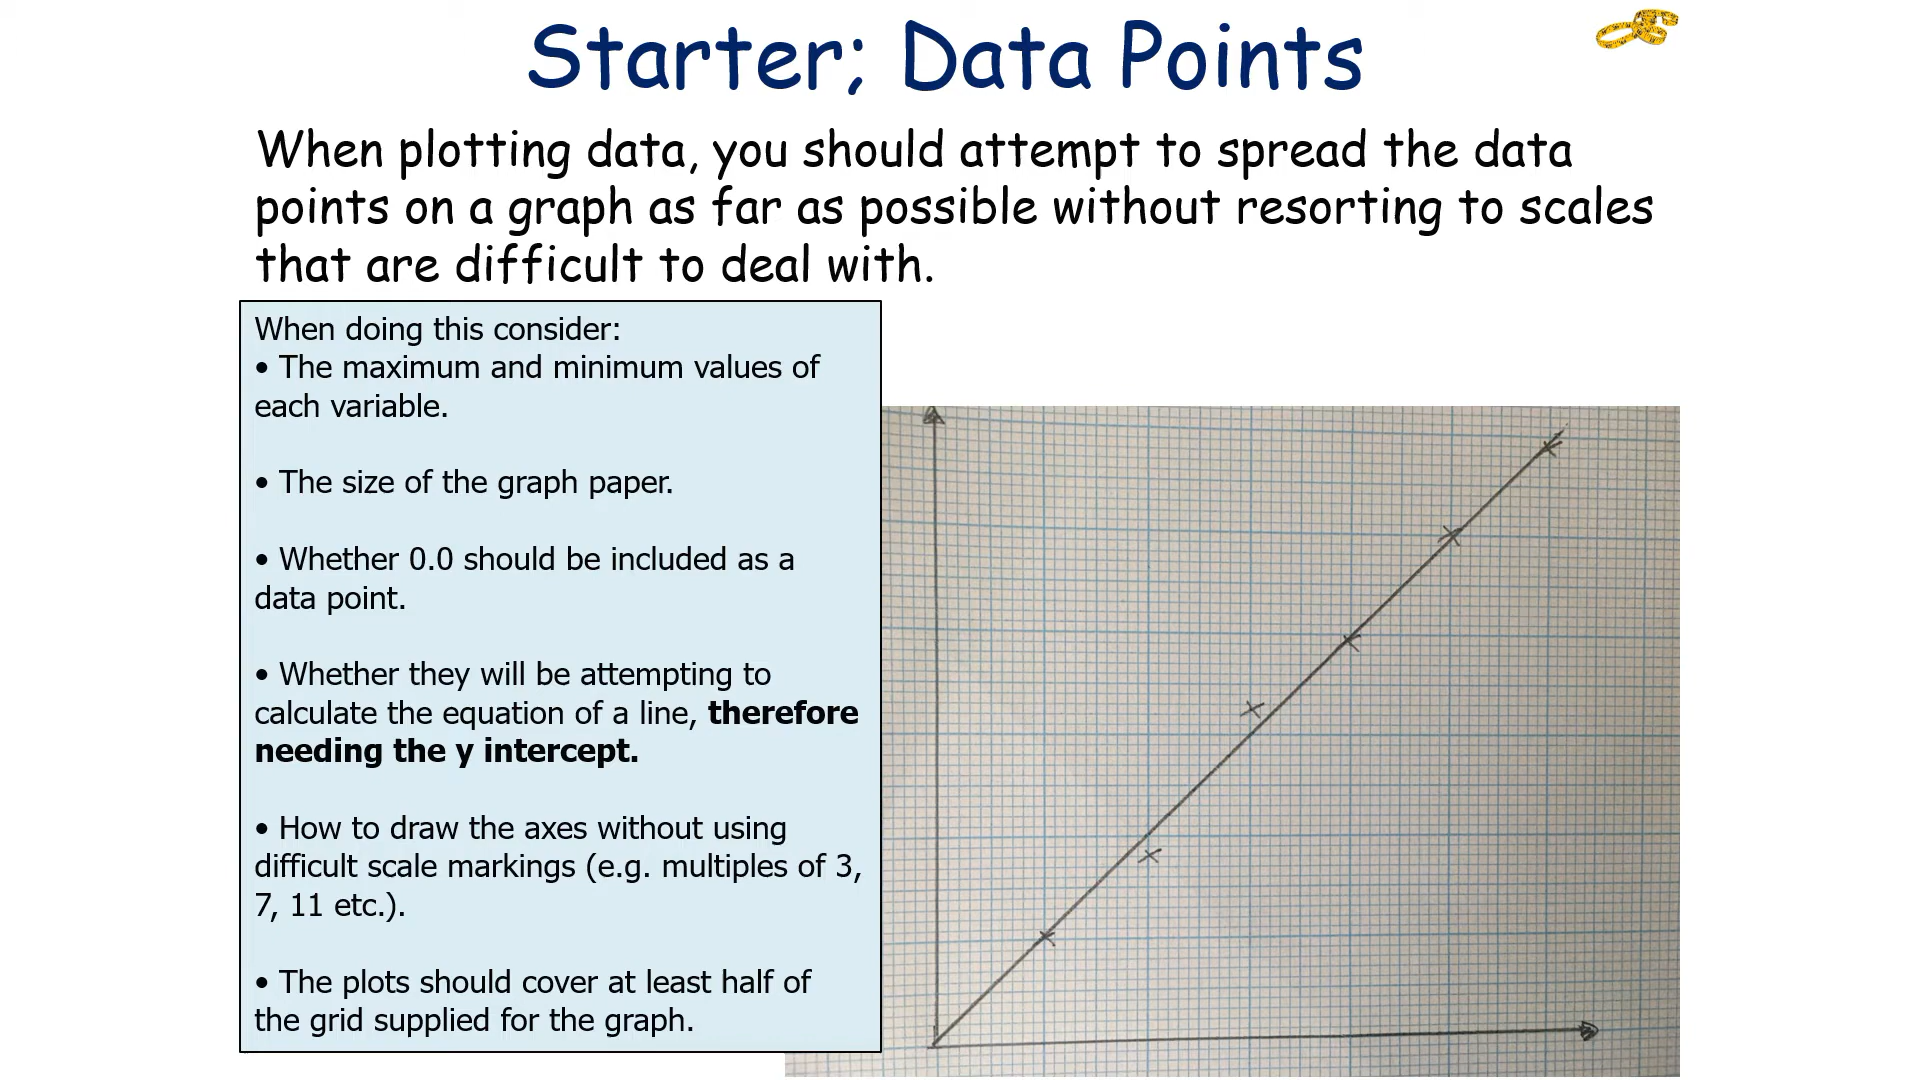 Starter; Data Points
When plotting data, you should attempt to spread the data
points on a graph as far as possible without resorting to scales
that are difficult to deal with.
When doing this consider:
• The maximum and minimum values of
each variable.
• The size of the graph paper.
• Whether 0.0 should be included as a
data point.
• Whether they will be attempting to
calculate the equation of a line, therefore
needing the y intercept.
• How to draw the axes without using
difficult scale markings (e.g. multiples of 3,
7, 11 etc.).
• The plots should cover at least half of
the grid supplied for the graph.